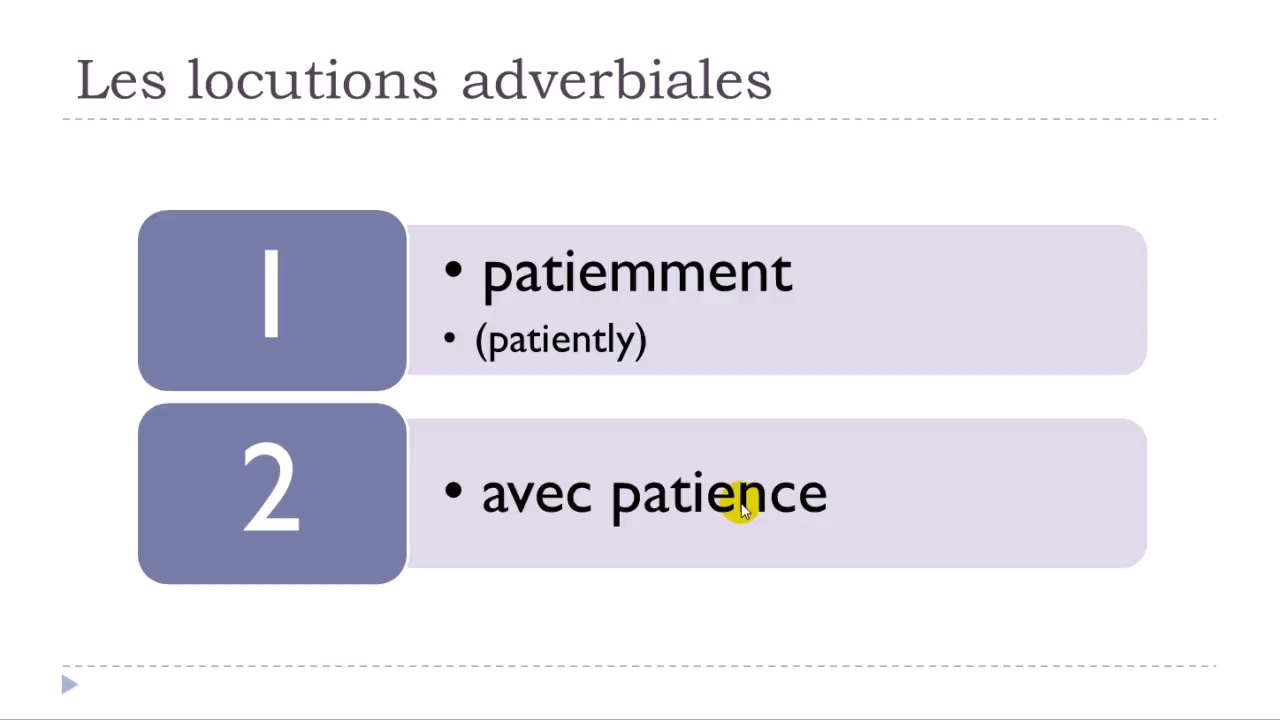 Les locutions adverbiales
1
• patiemment
• (patiently)
2
• avec patience